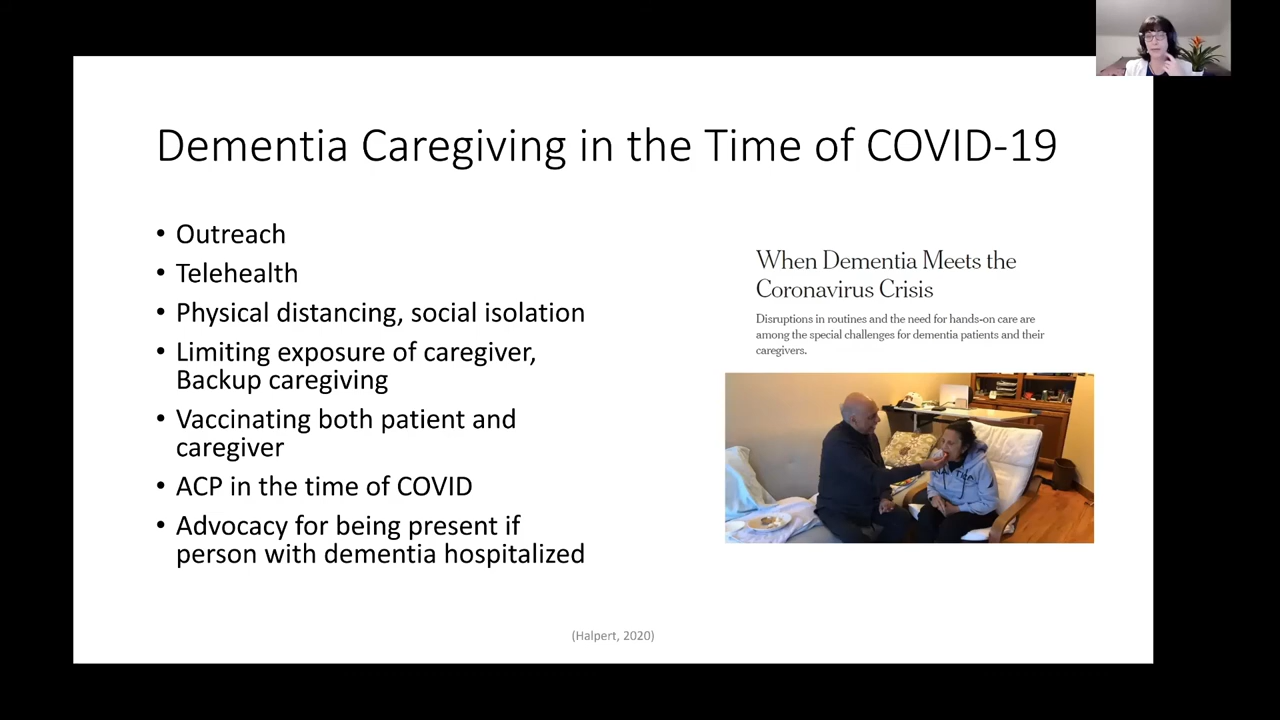 Dementia Caregiving in the Time of COVID-19
• Outreach
• Telehealth
• Physical distancing, social isolation
• Limiting exposure of caregiver,
Backup caregiving
• Vaccinating both patient and
caregiver
• ACP in the time of COVID
• Advocacy for being present if
person with dementia hospitalized
When Dementia Meets the
Coronavirus Crisis
Disruptions in routines and the need for hands-on care are
among the special challenges for dementia patients and their
caregivers.
(Halpert, 2020)